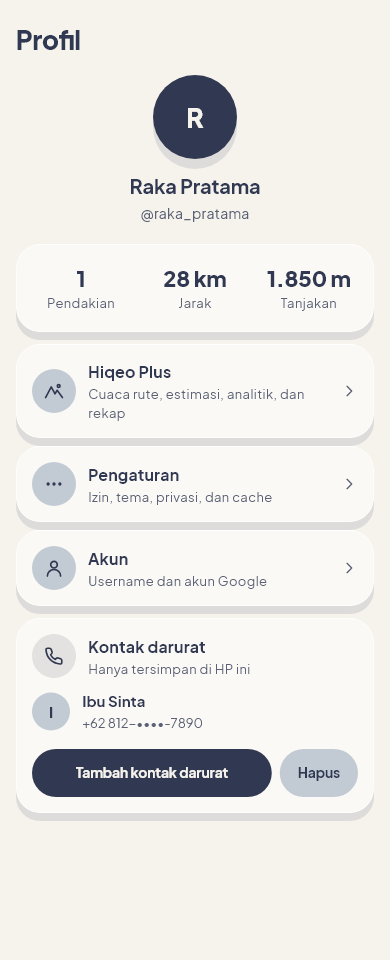 Profil
R
Raka Pratama
@raka_pratama
1
28 km
1.850 m
Pendakian
Jarak
Tanjakan
Hiqeo Plus
Cuaca rute, estimasi, analitik, dan
rekap
Pengaturan
Izin, tema, privasi, dan cache
Akun
Username dan akun Google
Kontak darurat
Hanya tersimpan di HP ini
I
Ibu Sinta
+62 812-••••-7890
Tambah kontak darurat
Hapus